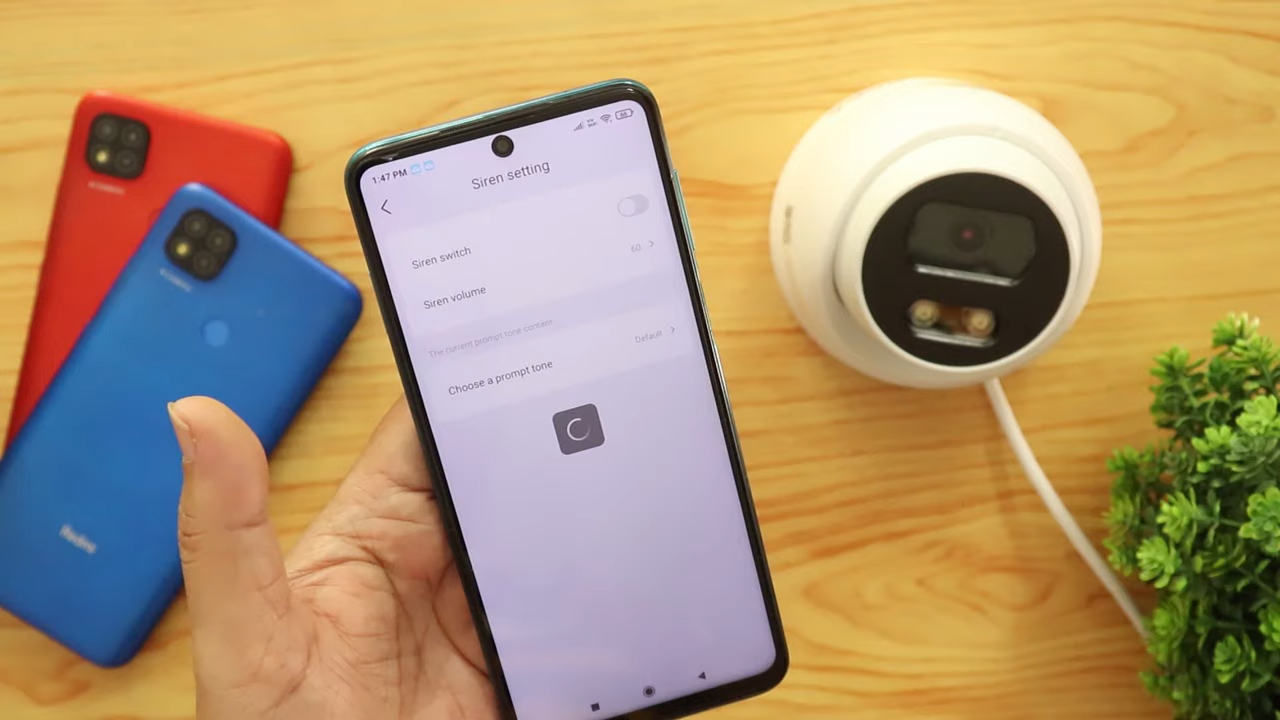 1:47 PM
Siren setting
Siren switch
Siren volume
60
The current prompt tone content
Choose a prompt tone
Default
Redmi